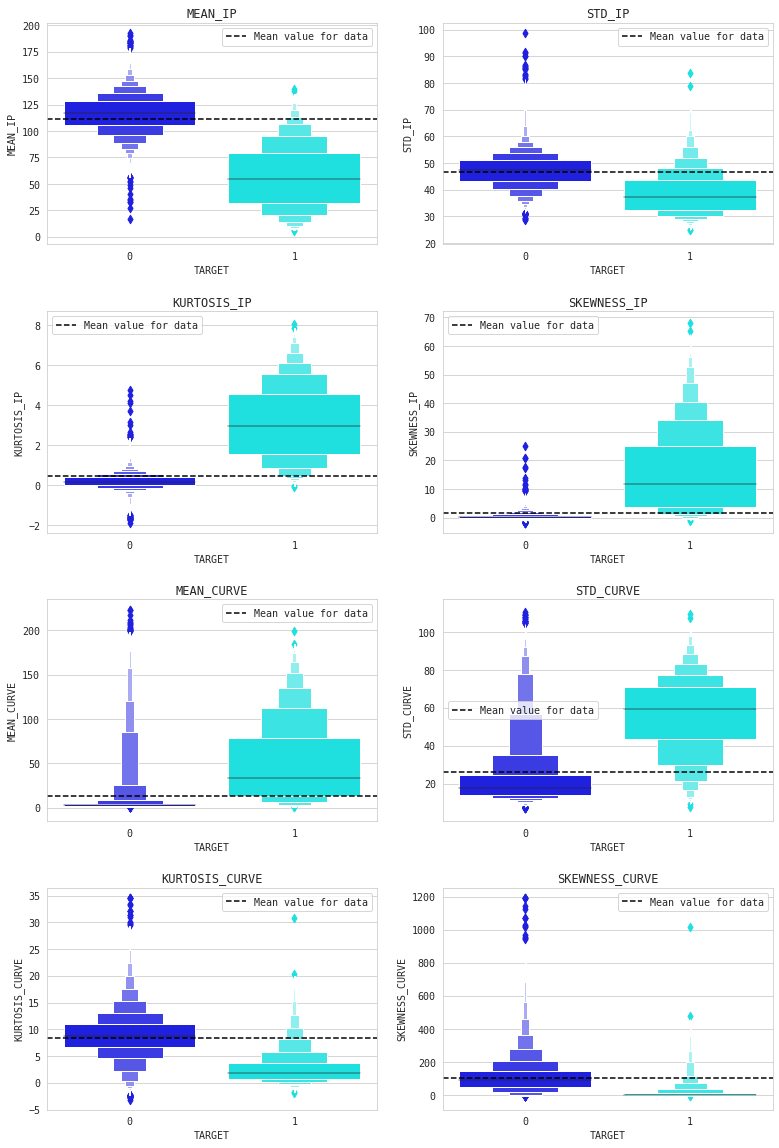 MEAN_IP
200
175
150
125
100
75
50
25
0
MEAN_IP
Mean value for data
0
1
TARGET
STD_IP
100
90
80
70
60
50
40
30
20
STD_IP
Mean value for data
0
1
TARGET
KURTOSIS_IP
8
6
4
2
0
−2
KURTOSIS_IP
Mean value for data
0
1
TARGET
SKEWNESS_IP
70
60
50
40
30
20
10
0
SKEWNESS_IP
Mean value for data
0
1
TARGET
MEAN_CURVE
200
150
100
50
0
MEAN_CURVE
Mean value for data
0
1
TARGET
STD_CURVE
100
80
60
40
20
STD_CURVE
Mean value for data
0
1
TARGET
KURTOSIS_CURVE
35
30
25
20
15
10
5
0
−5
KURTOSIS_CURVE
Mean value for data
0
1
TARGET
SKEWNESS_CURVE
1200
1000
800
600
400
200
0
SKEWNESS_CURVE
Mean value for data
0
1
TARGET